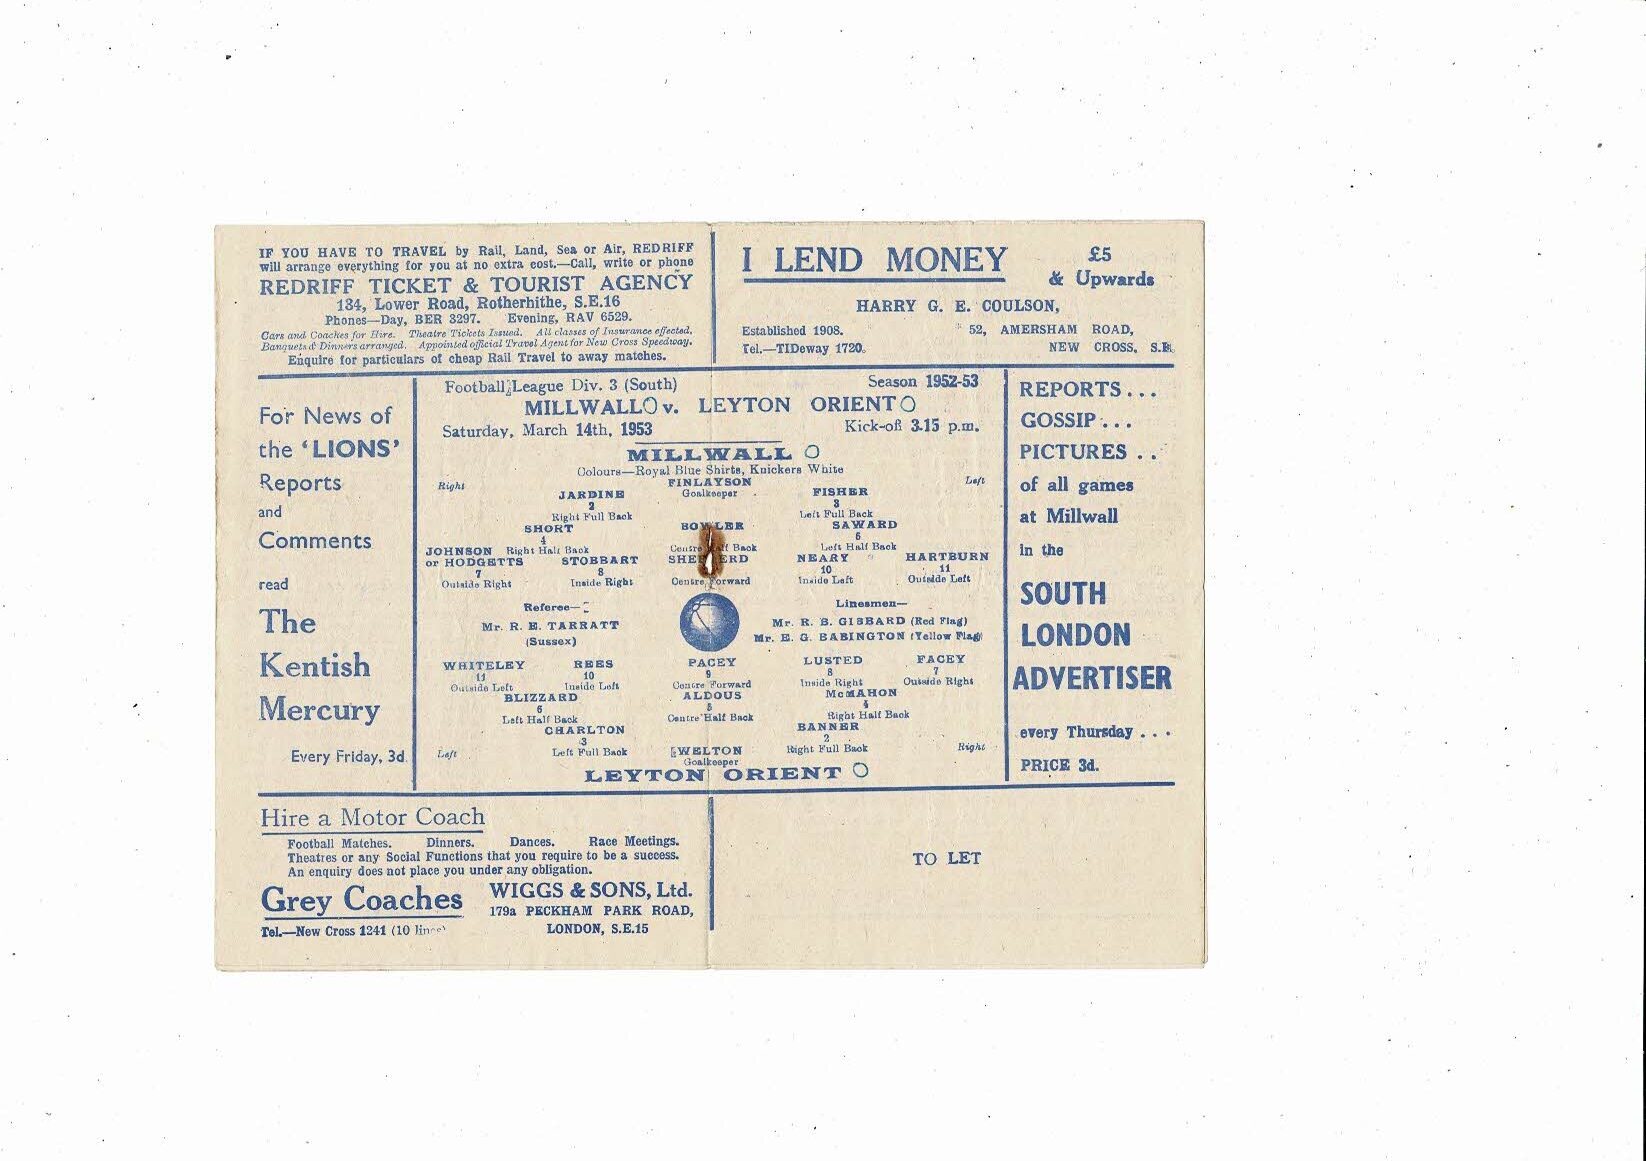 IF YOU HAVE TO TRAVEL by Rail, Land, Sea or Air, REDRIFF
will arrange everything for you at no extra cost.—Call, write or phone
REDRIFF TICKET & TOURIST AGENCY
134, Lower Road, Rotherhithe, S.E.16
Phones—Day, BER 3297. Evening, RAV 6529.
Cars and Coaches for Hire. Theatre Tickets Issued. All classes of Insurance effected.
Banquets & Dinners arranged. Appointed official Travel Agent for New Cross Speedway.
Enquire for particulars of cheap Rail Travel to away matches.
I LEND MONEY £5
& Upwards
HARRY G. E. COULSON,
Established 1908. 52, AMERSHAM ROAD,
Tel.—TIDeway 1720. NEW CROSS, S.E.
For News of
the 'LIONS'
Reports
and
Comments
read
The
Kentish
Mercury
Every Friday, 3d.
Football League Div. 3 (South) Season 1952-53
MILLWALL v. LEYTON ORIENT
Saturday, March 14th, 1953 Kick-off 3.15 p.m.
MILLWALL
Colours—Royal Blue Shirts, Knickers White
Right FINLAYSON Left
Goalkeeper
JARDINE FISHER
2 3
Right Full Back Left Full Back
SHORT BOWLER SAWARD
4 6
Right Half Back Centre Half Back Left Half Back
JOHNSON
or HODGETTS STOBBART SHEPHERD NEARY HARTBURN
7 8 10 11
Outside Right Inside Right Centre Forward Inside Left Outside Left
Referee— Linesmen—
Mr. R. E. TARRATT Mr. R. B. GIBBARD (Red Flag)
(Sussex) Mr. E. G. BABINGTON (Yellow Flag)
WHITELEY REES PACEY LUSTED FACEY
11 10 9 8 7
Outside Left Inside Left Centre Forward Inside Right Outside Right
BLIZZARD ALDOUS McMAHON
6 5 4
Left Half Back Centre Half Back Right Half Back
CHARLTON BANNER
3 2
Left Left Full Back WELTON Right Full Back Right
Goalkeeper
LEYTON ORIENT
REPORTS...
GOSSIP...
PICTURES..
of all games
at Millwall
in the
SOUTH
LONDON
ADVERTISER
every Thursday...
PRICE 3d.
Hire a Motor Coach
Football Matches. Dinners. Dances. Race Meetings.
Theatres or any Social Functions that you require to be a success.
An enquiry does not place you under any obligation.
Grey Coaches WIGGS & SONS, Ltd.
179a PECKHAM PARK ROAD,
Tel.—New Cross 1241 (10 lines) LONDON, S.E.15
TO LET